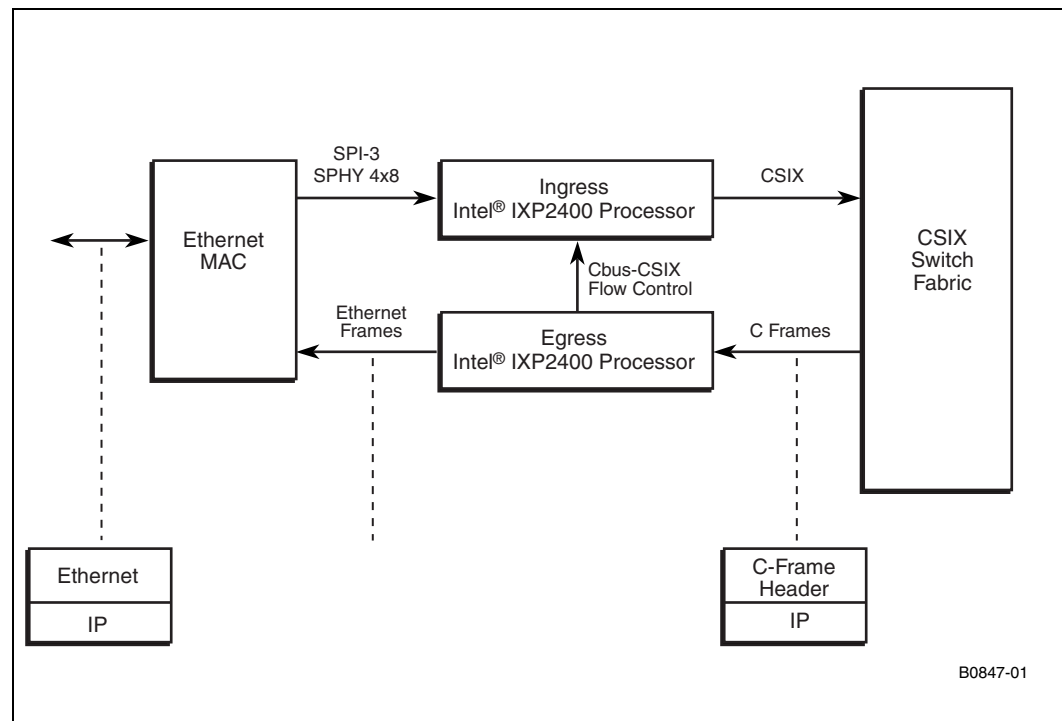 SPI-3
SPHY 4x8
Ingress
Intel® IXP2400 Processor
CSIX
Ethernet
MAC
CSIX
Switch
Fabric
Cbus-CSIX
Flow Control
Ethernet
Frames
Egress
Intel® IXP2400 Processor
C Frames
Ethernet
IP
C-Frame
Header
IP
B0847-01